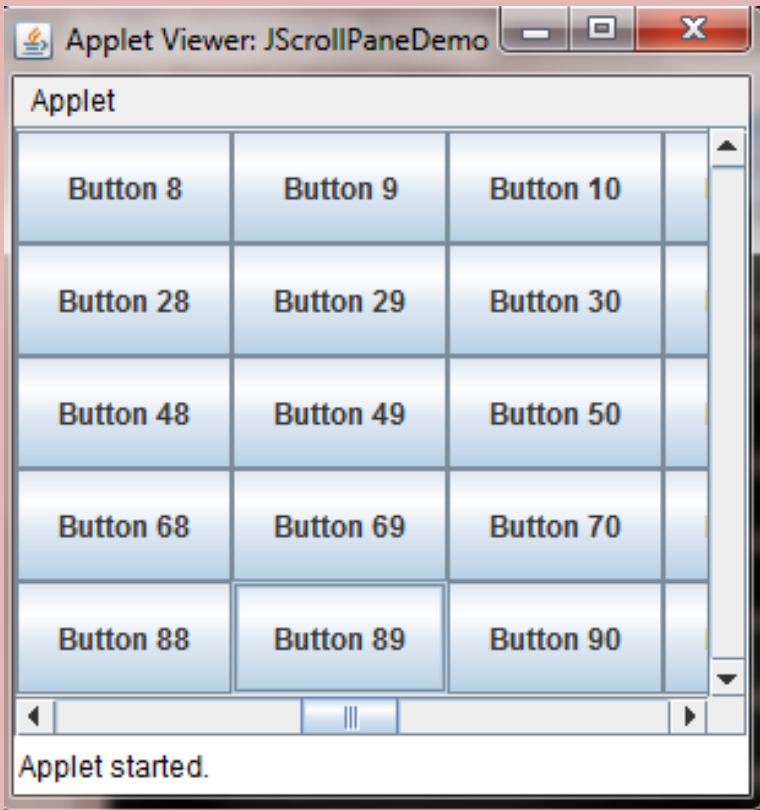 Applet Viewer: JScrollPaneDemo
Applet
Button 8 Button 9 Button 10
Button 28 Button 29 Button 30
Button 48 Button 49 Button 50
Button 68 Button 69 Button 70
Button 88 Button 89 Button 90
Applet started.